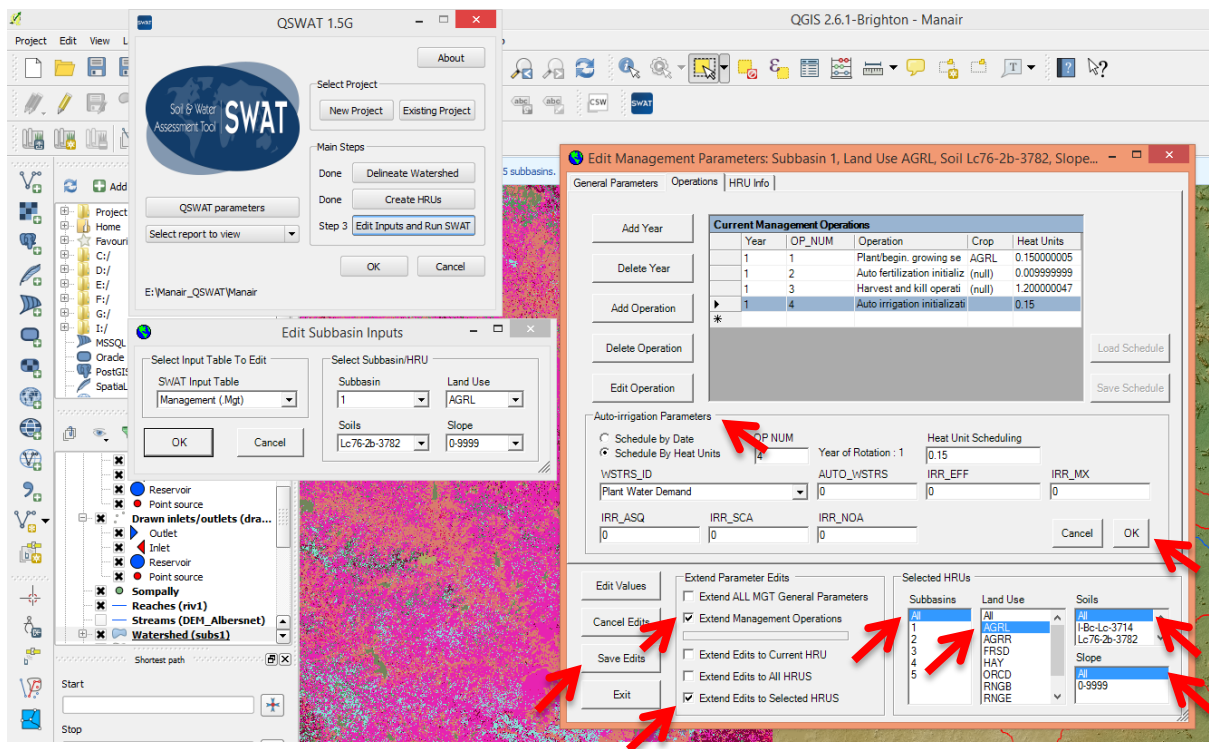 QGIS 2.6.1-Brighton - Manair
Project Edit View L
QSWAT 1.5G
About
Soil & Water
Assessment Tool
SWAT
Select Project
New Project Existing Project
Main Steps
Done Delineate Watershed
Done Create HRUs
Step 3 Edit Inputs and Run SWAT
QSWAT parameters
Select report to view
OK Cancel
E:\Manair_QSWAT\Manair
abc abc CSW SWAT
5 subbasins.
Add
Project
Home
Favouri
C:/
D:/
E:/
F:/
G:/
I:/
MSSQL
Oracle
PostGIS
SpatiaL
Edit Subbasin Inputs
Select Input Table To Edit
SWAT Input Table
Management (.Mgt)
OK Cancel
Select Subbasin/HRU
Subbasin Land Use
1 AGRL
Soils Slope
Lc76-2b-3782 0-9999
Reservoir
Point source
Drawn inlets/outlets (dra...
Outlet
Inlet
Reservoir
Point source
Sompally
Reaches (riv1)
Streams (DEM_Albersnet)
Watershed (subs1)
Shortest path
Start
Stop
Edit Management Parameters: Subbasin 1, Land Use AGRL, Soil Lc76-2b-3782, Slope...
General Parameters Operations HRU Info
Add Year
Delete Year
Add Operation
Delete Operation
Edit Operation
Current Management Operations
Year OP_NUM Operation Crop Heat Units
1 1 Plant/begin. growing se AGRL 0.150000005
1 2 Auto fertilization initializ (null) 0.009999999
1 3 Harvest and kill operati (null) 1.200000047
1 4 Auto irrigation initializati 0.15
Load Schedule
Save Schedule
Auto-irrigation Parameters
Schedule by Date
Schedule By Heat Units
OP NUM
4
Year of Rotation : 1
Heat Unit Scheduling
0.15
WSTRS_ID AUTO_WSTRS IRR_EFF IRR_MX
Plant Water Demand 0 0 0
IRR_ASQ IRR_SCA IRR_NOA
0 0 0
Cancel OK
Edit Values
Cancel Edits
Save Edits
Exit
Extend Parameter Edits
Extend ALL MGT General Parameters
Extend Management Operations
Extend Edits to Current HRU
Extend Edits to All HRUS
Extend Edits to Selected HRUS
Selected HRUs
Subbasins
All
1
2
3
4
5
Land Use
All
AGRL
AGRR
FRSD
HAY
ORCD
RNGB
RNGE
Soils
All
I-Bc-Lc-3714
Lc76-2b-3782
Slope
All
0-9999